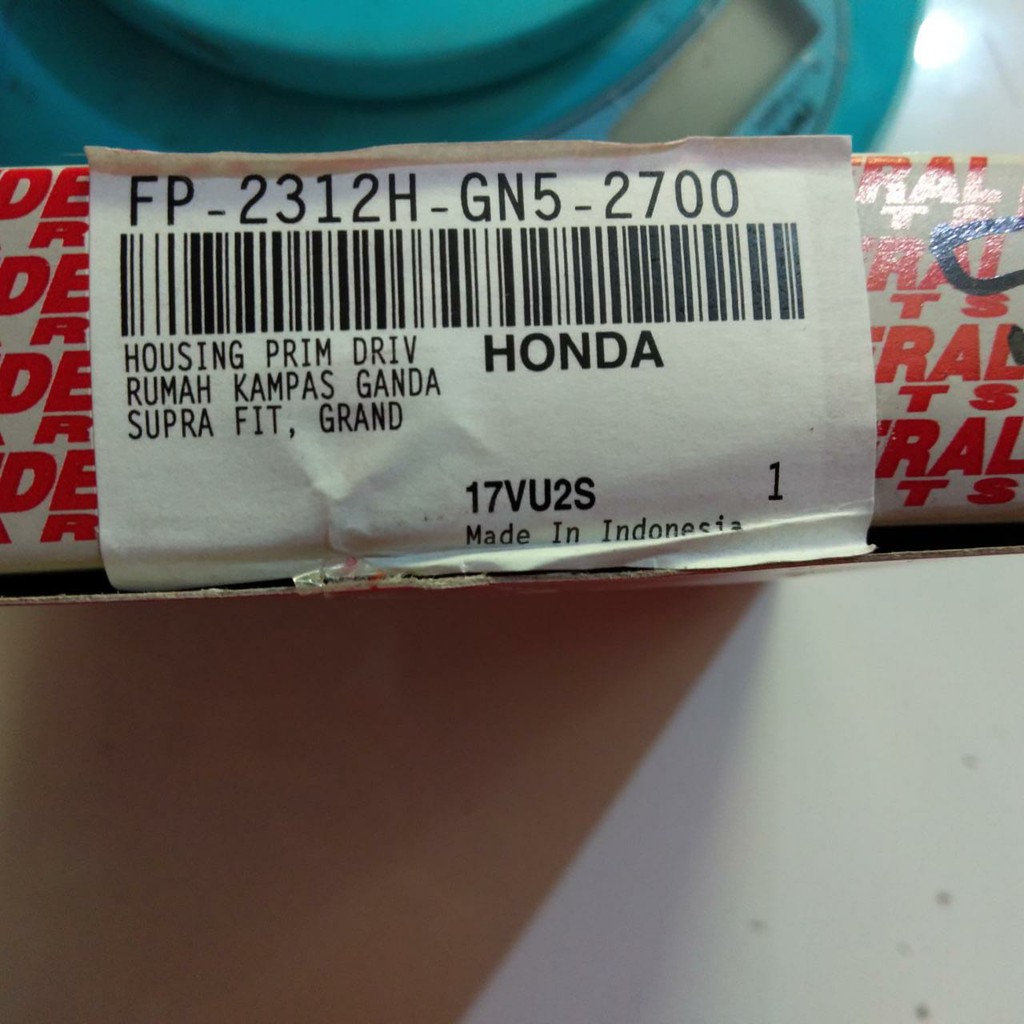 FP-2312H-GN5-2700
HOUSING PRIM DRIV
HONDA
RUMAH KAMPAS GANDA
SUPRA FIT, GRAND
17VU2S
1
Made In Indonesia